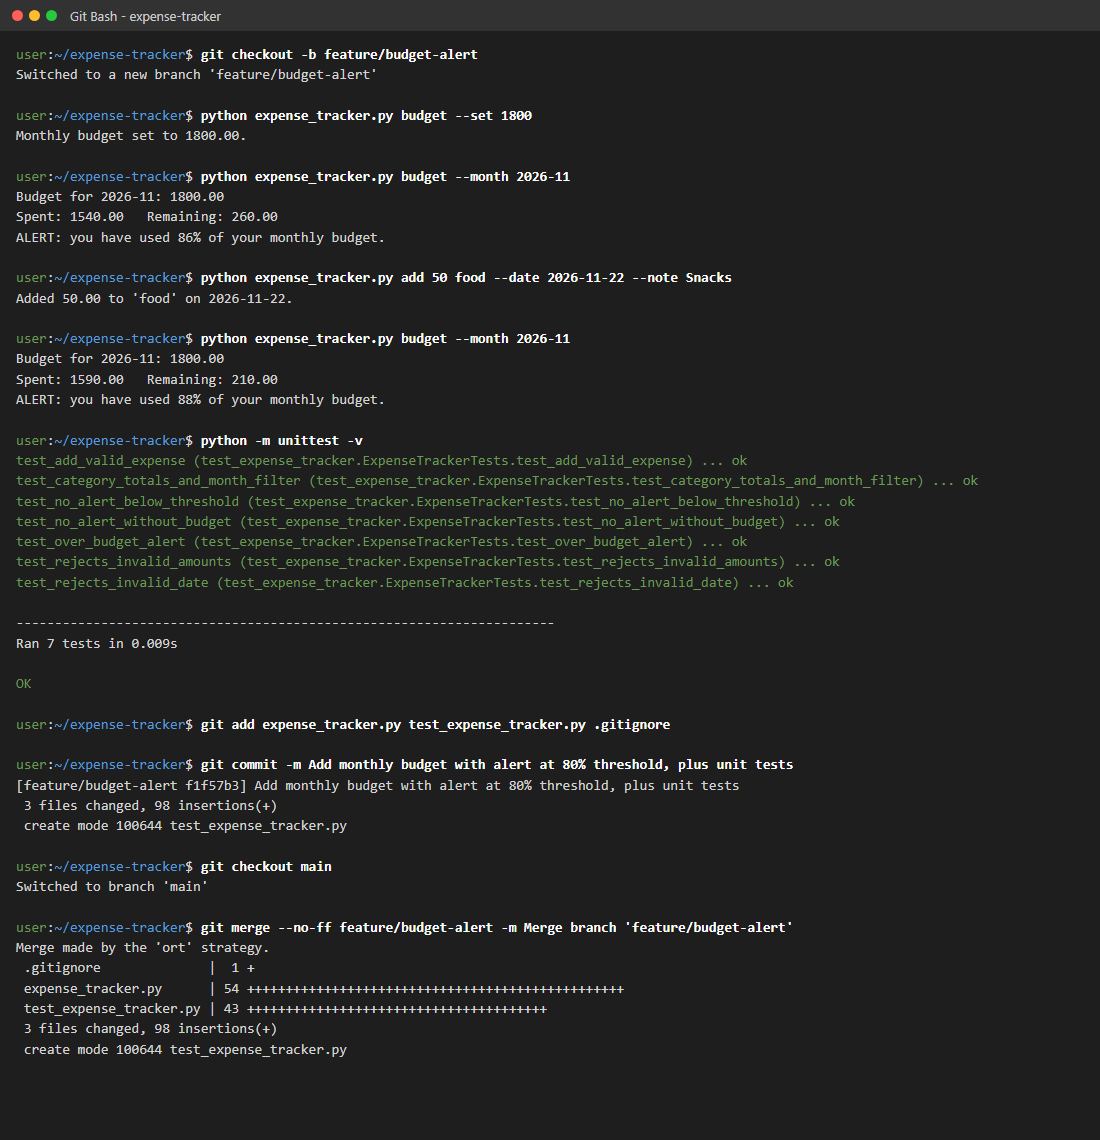 Git Bash - expense-tracker
user:~/expense-tracker$ git checkout -b feature/budget-alert
Switched to a new branch 'feature/budget-alert'
user:~/expense-tracker$ python expense_tracker.py budget --set 1800
Monthly budget set to 1800.00.
user:~/expense-tracker$ python expense_tracker.py budget --month 2026-11
Budget for 2026-11: 1800.00
Spent: 1540.00   Remaining: 260.00
ALERT: you have used 86% of your monthly budget.
user:~/expense-tracker$ python expense_tracker.py add 50 food --date 2026-11-22 --note Snacks
Added 50.00 to 'food' on 2026-11-22.
user:~/expense-tracker$ python expense_tracker.py budget --month 2026-11
Budget for 2026-11: 1800.00
Spent: 1590.00   Remaining: 210.00
ALERT: you have used 88% of your monthly budget.
user:~/expense-tracker$ python -m unittest -v
test_add_valid_expense (test_expense_tracker.ExpenseTrackerTests.test_add_valid_expense) ... ok
test_category_totals_and_month_filter (test_expense_tracker.ExpenseTrackerTests.test_category_totals_and_month_filter) ... ok
test_no_alert_below_threshold (test_expense_tracker.ExpenseTrackerTests.test_no_alert_below_threshold) ... ok
test_no_alert_without_budget (test_expense_tracker.ExpenseTrackerTests.test_no_alert_without_budget) ... ok
test_over_budget_alert (test_expense_tracker.ExpenseTrackerTests.test_over_budget_alert) ... ok
test_rejects_invalid_amounts (test_expense_tracker.ExpenseTrackerTests.test_rejects_invalid_amounts) ... ok
test_rejects_invalid_date (test_expense_tracker.ExpenseTrackerTests.test_rejects_invalid_date) ... ok
----------------------------------------------------------------------
Ran 7 tests in 0.009s
OK
user:~/expense-tracker$ git add expense_tracker.py test_expense_tracker.py .gitignore
user:~/expense-tracker$ git commit -m Add monthly budget with alert at 80% threshold, plus unit tests
[feature/budget-alert f1f57b3] Add monthly budget with alert at 80% threshold, plus unit tests
 3 files changed, 98 insertions(+)
 create mode 100644 test_expense_tracker.py
user:~/expense-tracker$ git checkout main
Switched to branch 'main'
user:~/expense-tracker$ git merge --no-ff feature/budget-alert -m Merge branch 'feature/budget-alert'
Merge made by the 'ort' strategy.
 .gitignore              |  1 +
 expense_tracker.py      | 54 +++++++++++++++++++++++++++++++++++++++++++++++++
 test_expense_tracker.py | 43 +++++++++++++++++++++++++++++++++++++++
 3 files changed, 98 insertions(+)
 create mode 100644 test_expense_tracker.py